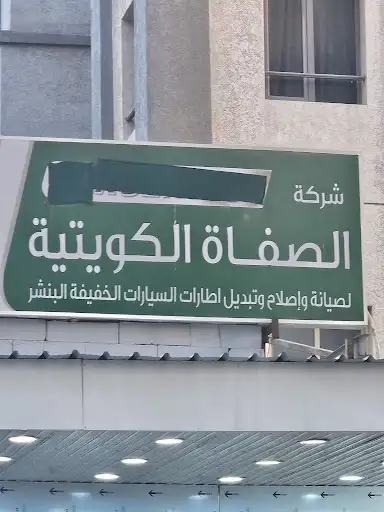 شركة
الصفاة الكويتية
لصيانة وإصلاح وتبديل اطارات السيارات الخفيفة البنشر